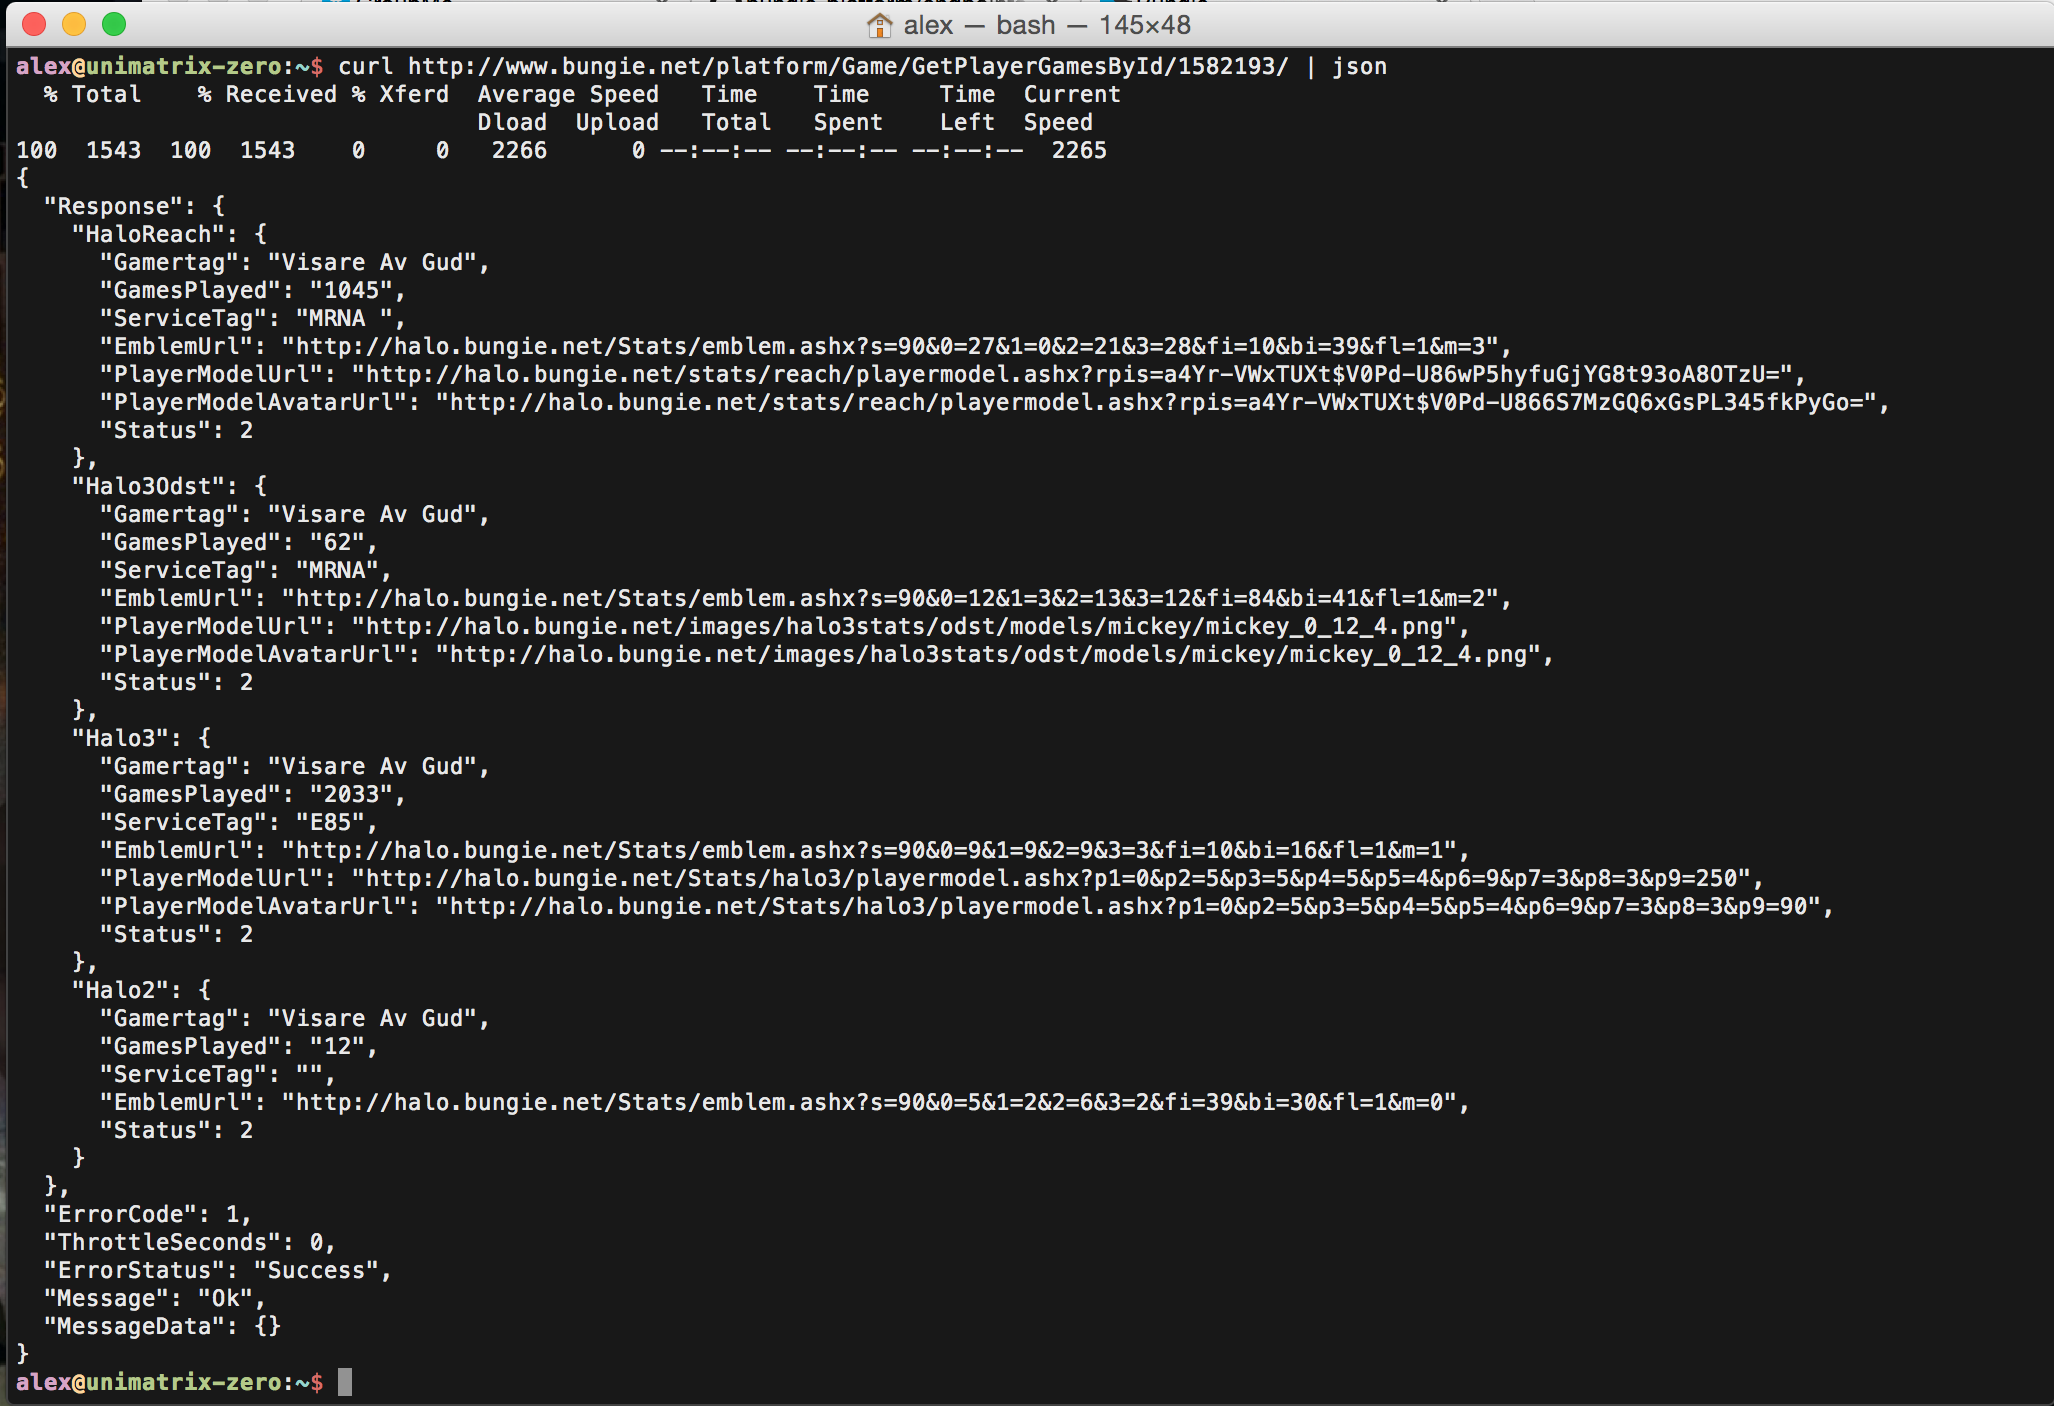 alex — bash — 145×48
alex@unimatrix-zero:~$ curl http://www.bungie.net/platform/Game/GetPlayerGamesById/1582193/ | json
  % Total    % Received % Xferd  Average Speed   Time    Time     Time  Current
                                 Dload  Upload   Total   Spent    Left  Speed
100  1543  100  1543    0     0   2266      0 --:--:-- --:--:-- --:--:--  2265
{
  "Response": {
    "HaloReach": {
      "Gamertag": "Visare Av Gud",
      "GamesPlayed": "1045",
      "ServiceTag": "MRNA ",
      "EmblemUrl": "http://halo.bungie.net/Stats/emblem.ashx?s=90&0=27&1=0&2=21&3=28&fi=10&bi=39&fl=1&m=3",
      "PlayerModelUrl": "http://halo.bungie.net/stats/reach/playermodel.ashx?rpis=a4Yr-VWxTUXt$V0Pd-U86wP5hyfuGjYG8t93oA8OTzU=",
      "PlayerModelAvatarUrl": "http://halo.bungie.net/stats/reach/playermodel.ashx?rpis=a4Yr-VWxTUXt$V0Pd-U866S7MzGQ6xGsPL345fkPyGo=",
      "Status": 2
    },
    "Halo3Odst": {
      "Gamertag": "Visare Av Gud",
      "GamesPlayed": "62",
      "ServiceTag": "MRNA",
      "EmblemUrl": "http://halo.bungie.net/Stats/emblem.ashx?s=90&0=12&1=3&2=13&3=12&fi=84&bi=41&fl=1&m=2",
      "PlayerModelUrl": "http://halo.bungie.net/images/halo3stats/odst/models/mickey/mickey_0_12_4.png",
      "PlayerModelAvatarUrl": "http://halo.bungie.net/images/halo3stats/odst/models/mickey/mickey_0_12_4.png",
      "Status": 2
    },
    "Halo3": {
      "Gamertag": "Visare Av Gud",
      "GamesPlayed": "2033",
      "ServiceTag": "E85",
      "EmblemUrl": "http://halo.bungie.net/Stats/emblem.ashx?s=90&0=9&1=9&2=9&3=3&fi=10&bi=16&fl=1&m=1",
      "PlayerModelUrl": "http://halo.bungie.net/Stats/halo3/playermodel.ashx?p1=0&p2=5&p3=5&p4=5&p5=4&p6=9&p7=3&p8=3&p9=250",
      "PlayerModelAvatarUrl": "http://halo.bungie.net/Stats/halo3/playermodel.ashx?p1=0&p2=5&p3=5&p4=5&p5=4&p6=9&p7=3&p8=3&p9=90",
      "Status": 2
    },
    "Halo2": {
      "Gamertag": "Visare Av Gud",
      "GamesPlayed": "12",
      "ServiceTag": "",
      "EmblemUrl": "http://halo.bungie.net/Stats/emblem.ashx?s=90&0=5&1=2&2=6&3=2&fi=39&bi=30&fl=1&m=0",
      "Status": 2
    }
  },
  "ErrorCode": 1,
  "ThrottleSeconds": 0,
  "ErrorStatus": "Success",
  "Message": "Ok",
  "MessageData": {}
}
alex@unimatrix-zero:~$